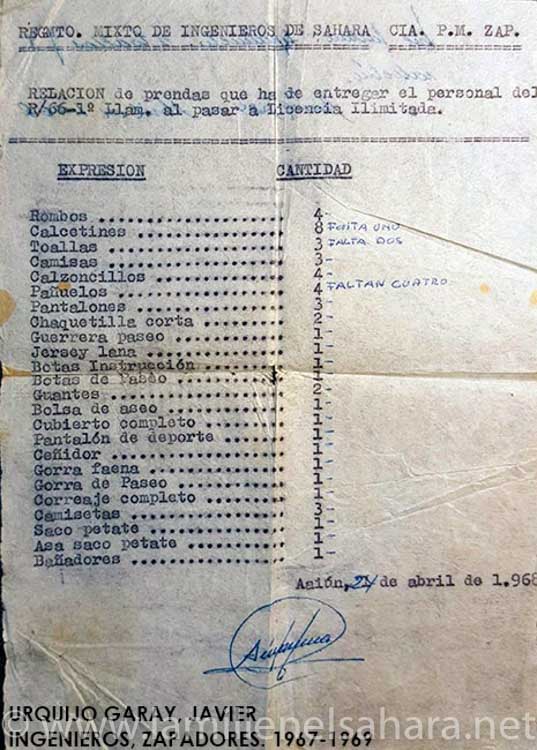 REGMTO. MIXTO DE INGENIEROS DE SAHARA CIA. P.M. ZAP.
RELACION de prendas que ha de entreger el personal del
R/66-1º Llam. al pasar a Licencia Ilimitada.
EXPRESION CANTIDAD
Rombos 4-
Calcetines 8 FALTA UNO
Toallas 3 FALTA DOS
Camisas 3-
Calzoncillos 4-
Pañuelos 4 FALTAN CUATRO
Pantalones 3-
Chaquetilla corta 2-
Guerrera paseo 1-
Jersey lana 1-
Botas Instrucción 1-
Botas de Paseo 1-
Guantes 2-
Bolsa de aseo 1-
Cubierto completo 1-
Pantalón de deporte 1-
Ceñidor 1-
Gorra faena 1-
Gorra de Paseo 1-
Correaje completo 1-
Camisetas 3-
Saco petate 1-
Asa saco petate 1-
Bañadores 1-
Aaión, de abril de 1.968
URQUIJO GARAY, JAVIER
© www.amilienpelsahara.net
INGENIEROS, ZAPADORES. 1967-1969